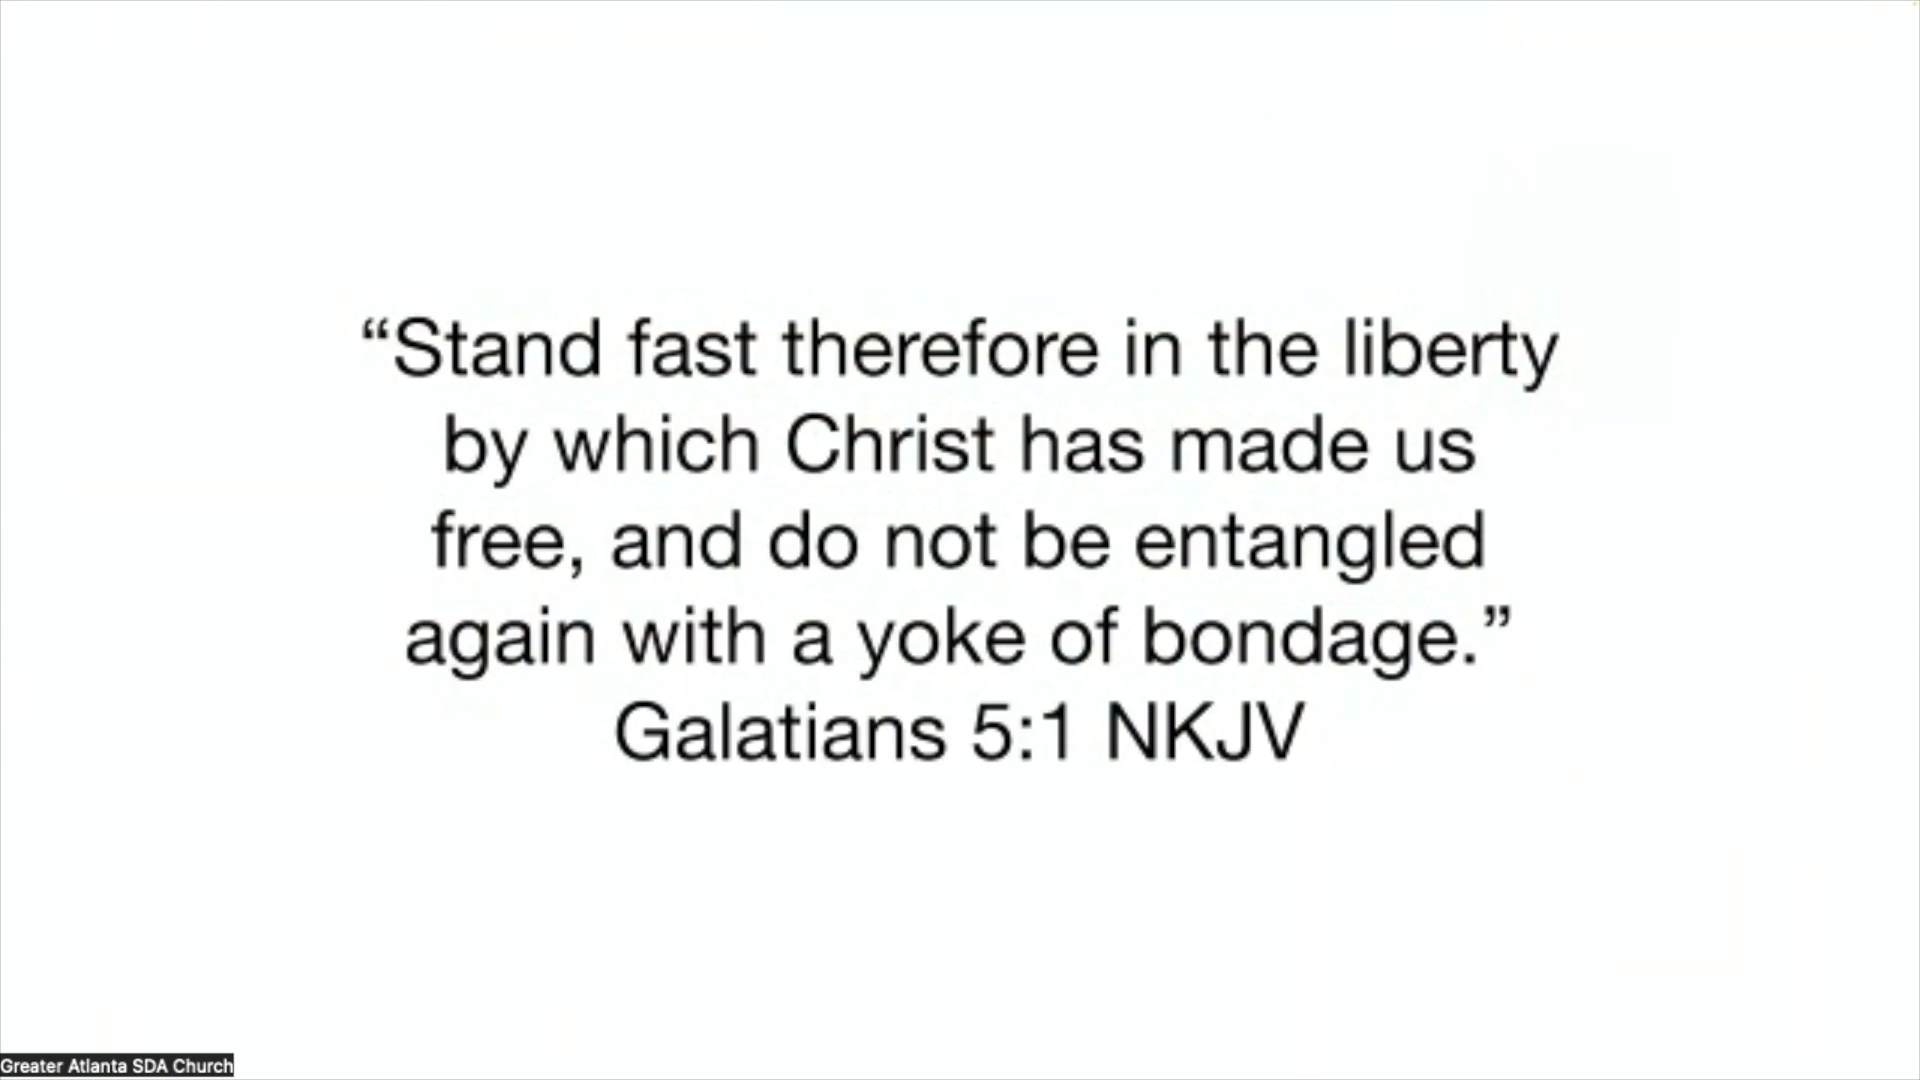 “Stand fast therefore in the liberty
by which Christ has made us
free, and do not be entangled
again with a yoke of bondage.”
Galatians 5:1 NKJV
Greater Atlanta SDA Church